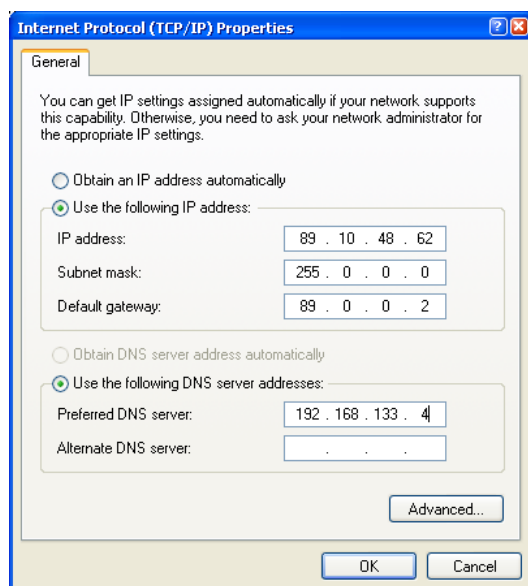 Internet Protocol (TCP/IP) Properties
General
You can get IP settings assigned automatically if your network supports
this capability. Otherwise, you need to ask your network administrator for
the appropriate IP settings.
Obtain an IP address automatically
Use the following IP address:
IP address: 89 . 10 . 48 . 62
Subnet mask: 255 . 0 . 0 . 0
Default gateway: 89 . 0 . 0 . 2
Obtain DNS server address automatically
Use the following DNS server addresses:
Preferred DNS server: 192 . 168 . 133 . 4
Alternate DNS server: . . .
Advanced...
OK Cancel